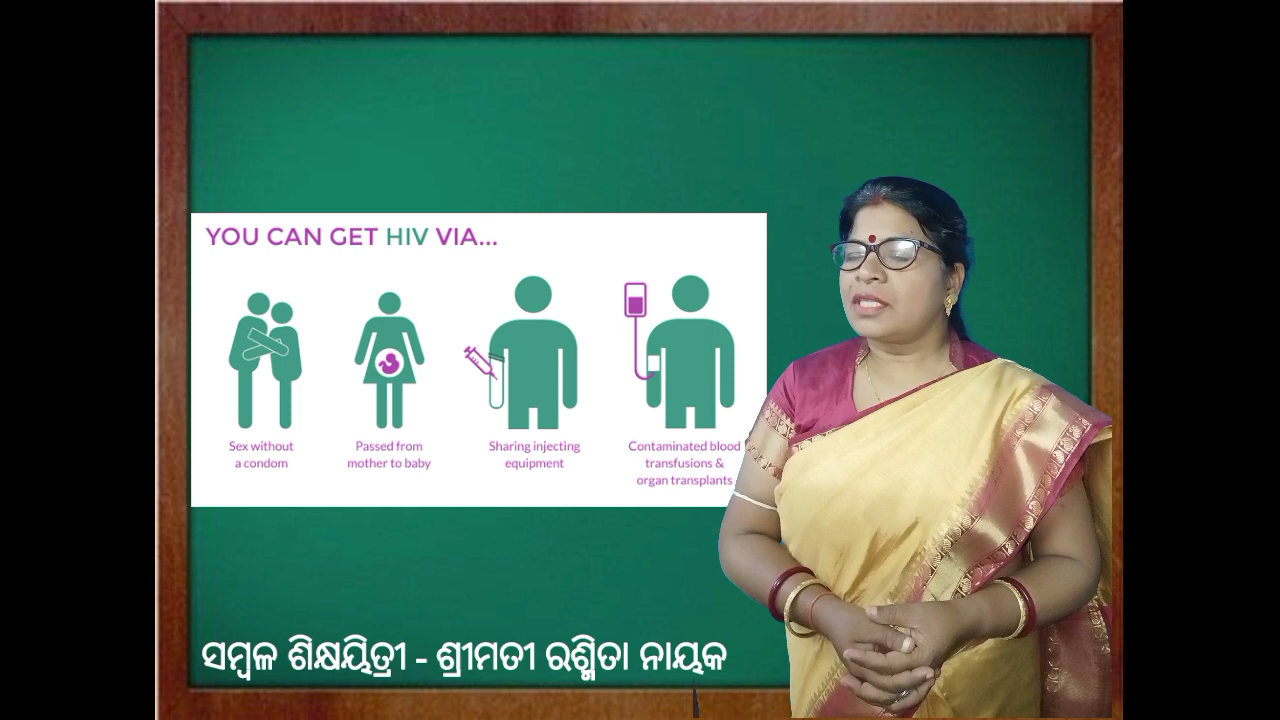 YOU CAN GET HIV VIA...
Sex without
a condom
Passed from
mother to baby
Sharing injecting
equipment
Contaminated blood
transfusions &
organ transplants
ସମ୍ବଳ ଶିକ୍ଷୟିତ୍ରୀ - ଶ୍ରୀମତୀ ରଶ୍ମିତା ନାୟକ